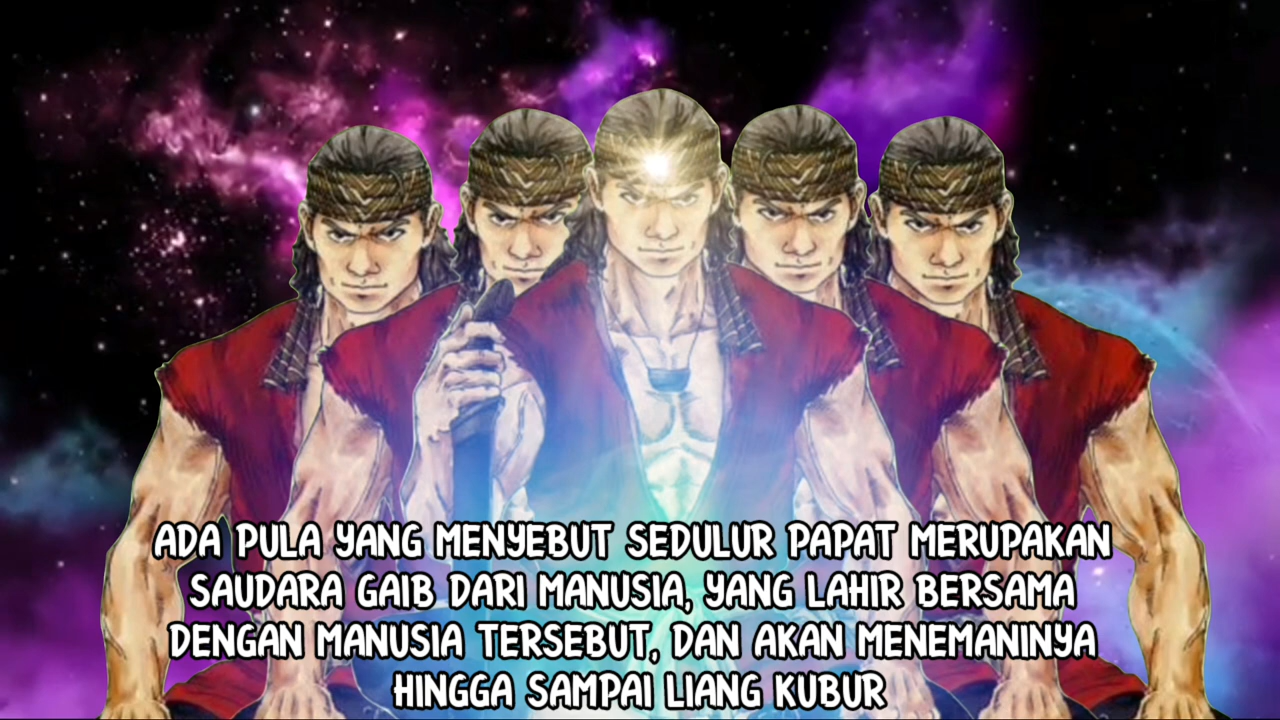 ADA PULA YANG MENYEBUT SEDULUR PAPAT MERUPAKAN
SAUDARA GAIB DARI MANUSIA, YANG LAHIR BERSAMA
DENGAN MANUSIA TERSEBUT, DAN AKAN MENEMANINYA
HINGGA SAMPAI LIANG KUBUR